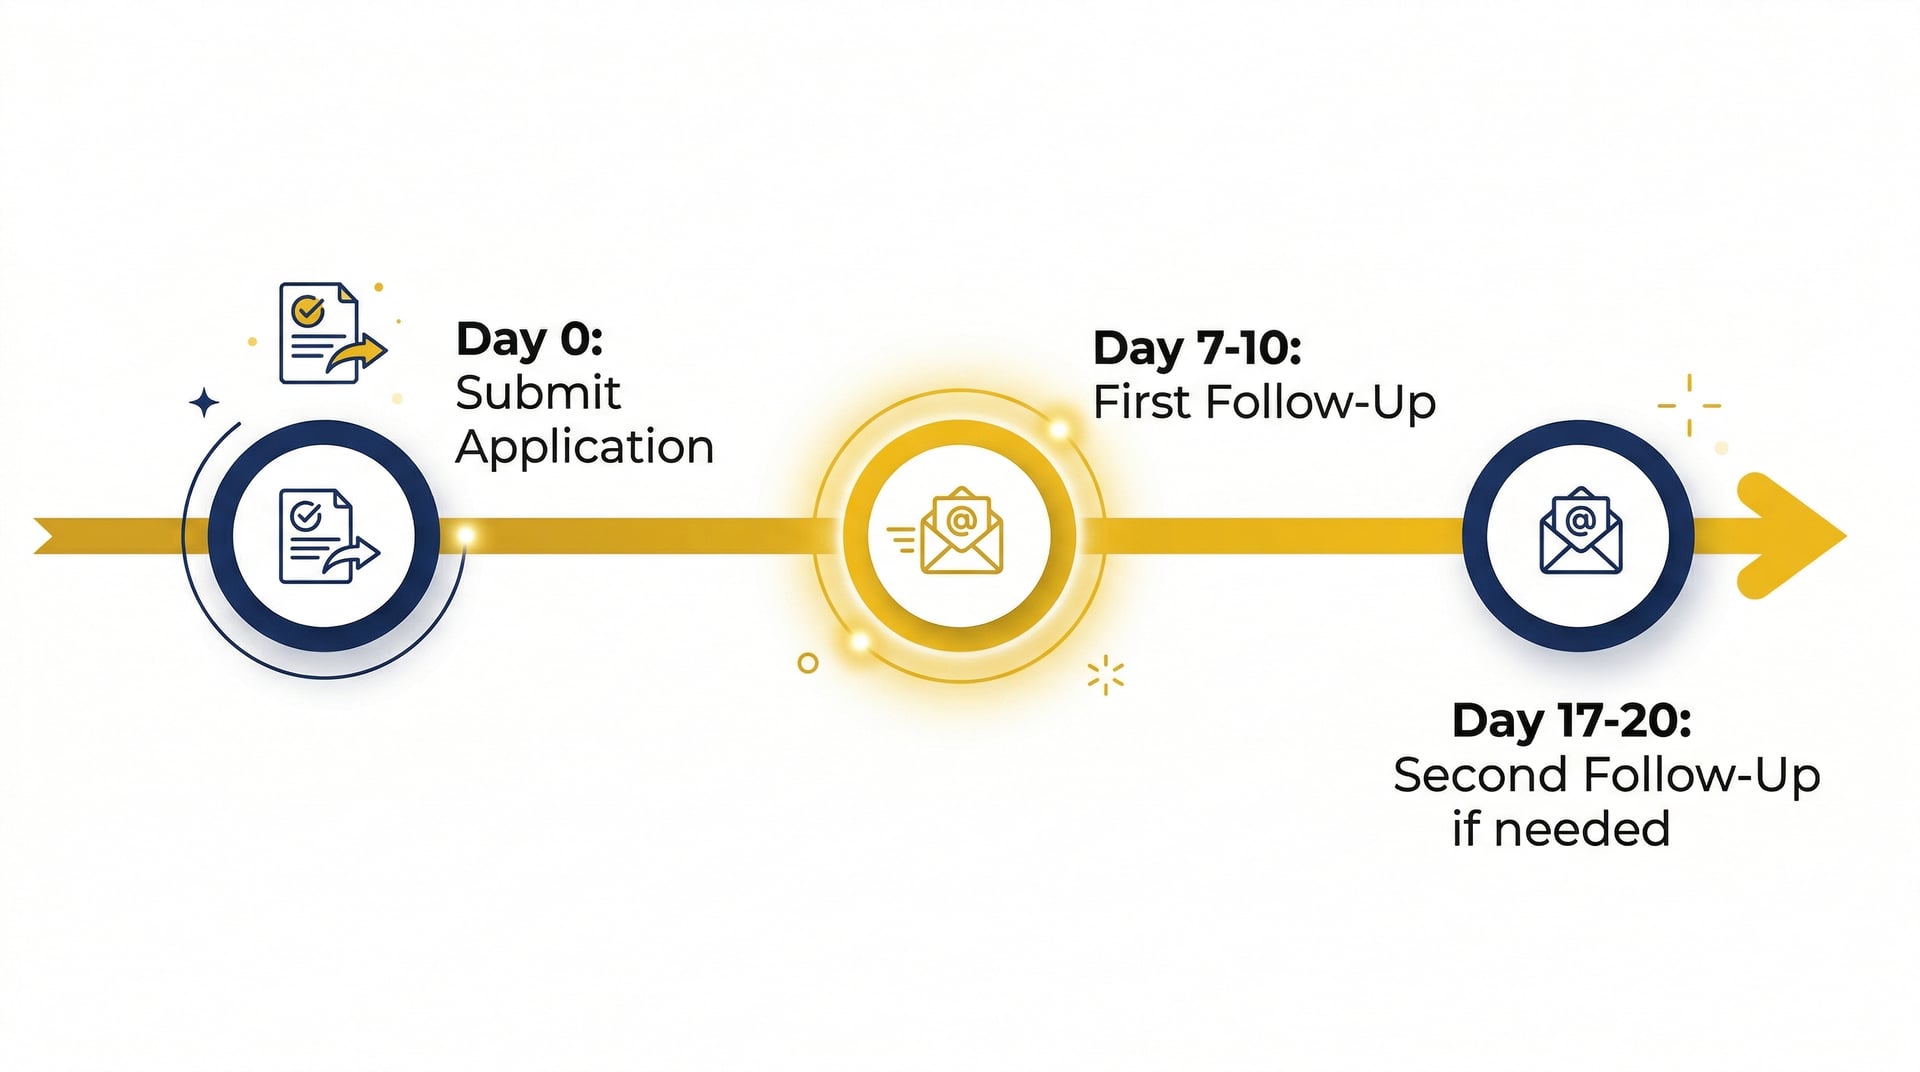 Day 0:
Submit
Application
Day 7-10:
First Follow-Up
Day 17-20:
Second Follow-Up
if needed